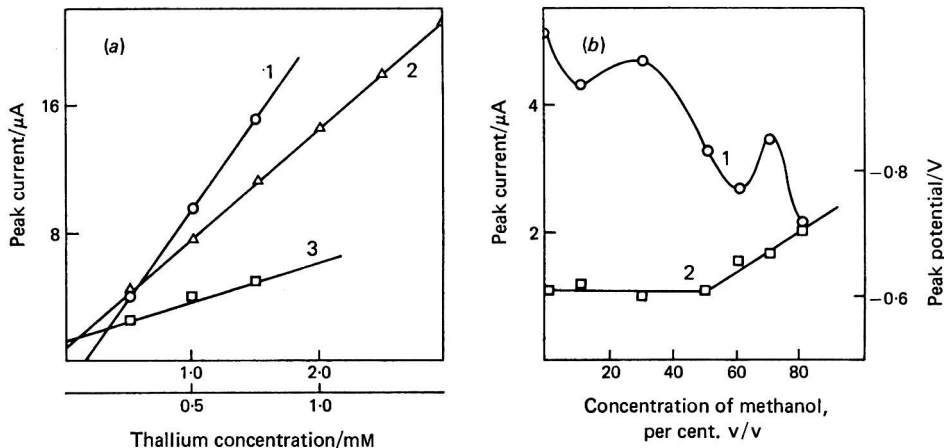 (a)
1
2
16
8
3
Peak current/μA
1·0
2·0
0·5
1·0
Thallium concentration/mM
(b)
4
2
1
2
Peak current/μA
−0·8
−0·6
Peak potential/V
20
40
60
80
Concentration of methanol,
per cent. v/v